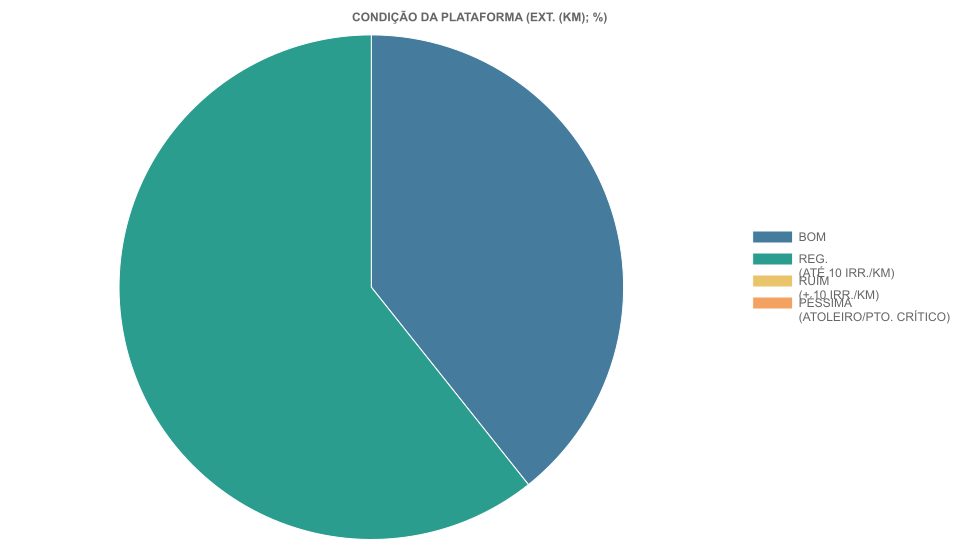 CONDIÇÃO DA PLATAFORMA (EXT. (KM); %)
BOM
REG.
(ATÉ 10 IRR./KM)
RUIM
(+ 10 IRR./KM)
PÉSSIMA
(ATOLEIRO/PTO. CRÍTICO)